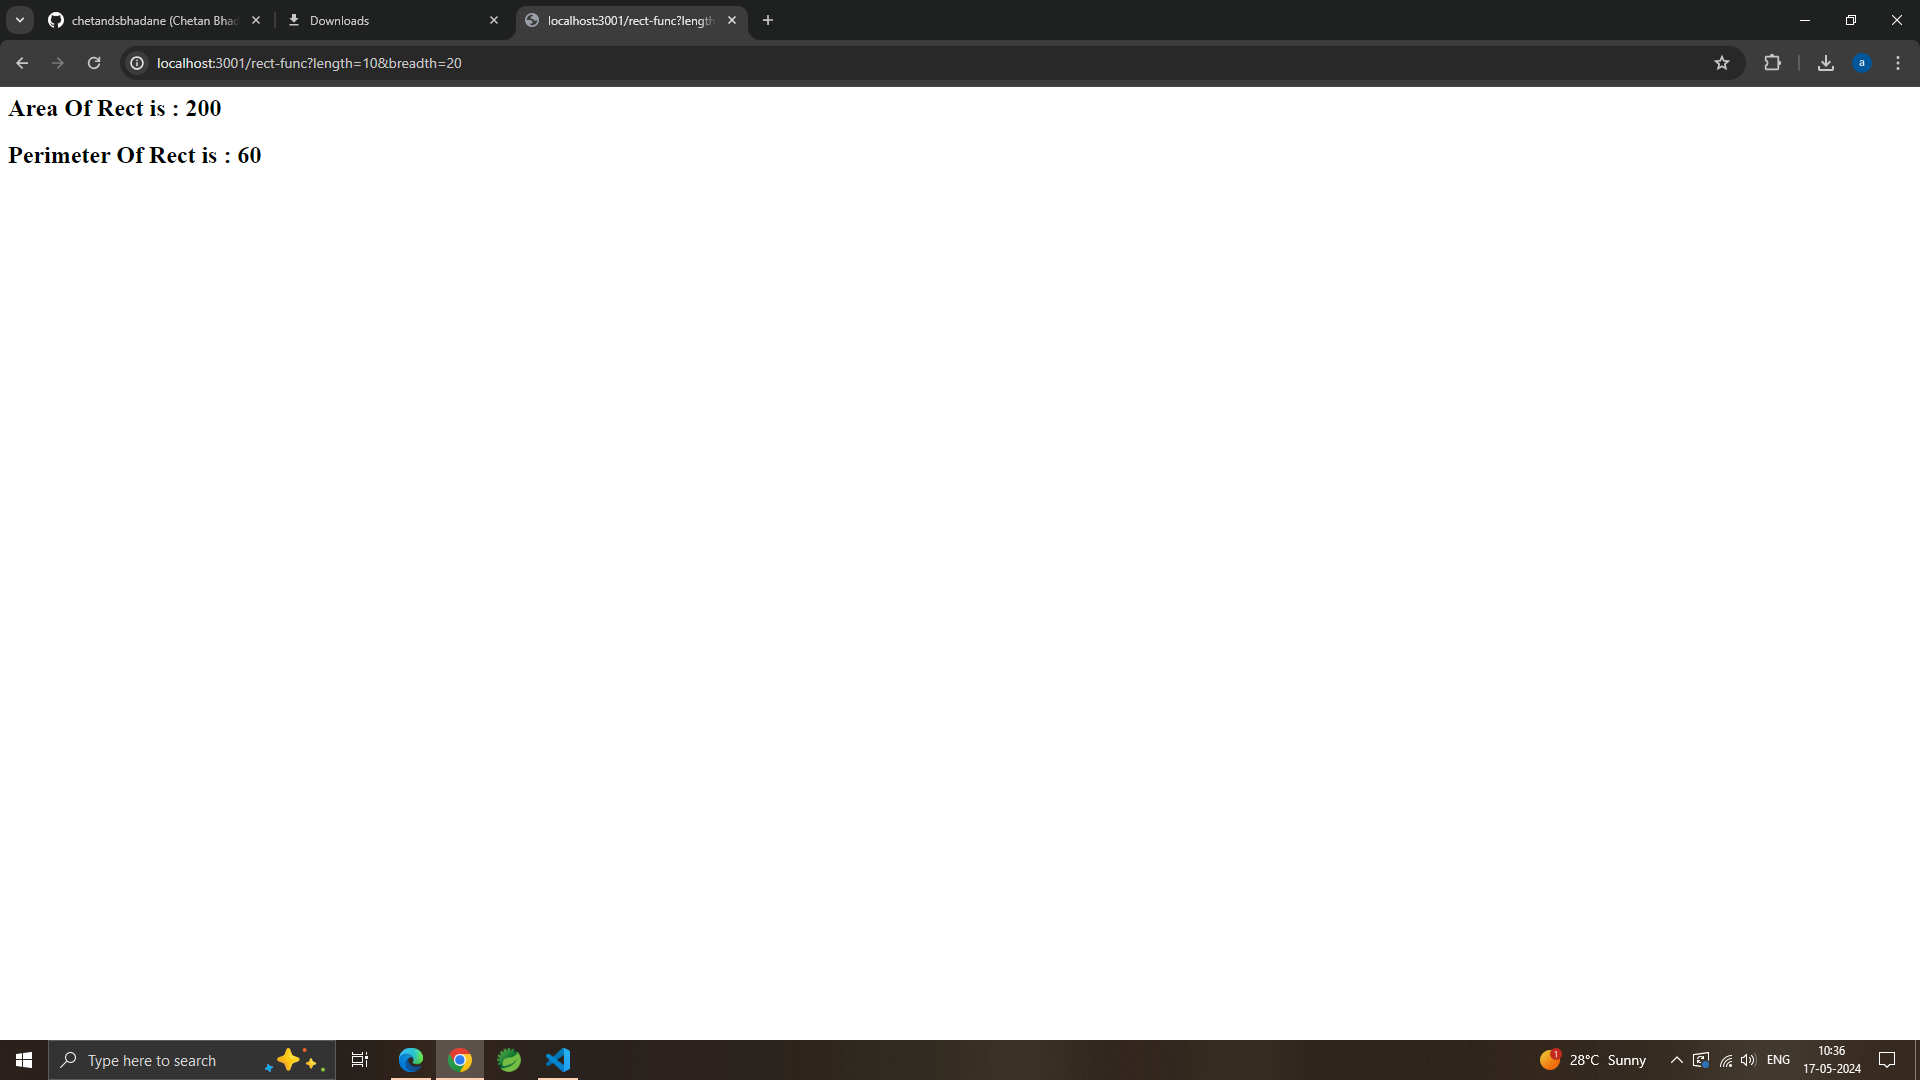 chetandsbhadane (Chetan Bhad
Downloads
localhost:3001/rect-func?length
localhost:3001/rect-func?length=10&breadth=20
a
Area Of Rect is : 200
Perimeter Of Rect is : 60
Type here to search
1
28°C Sunny
ENG
10:36
17-05-2024